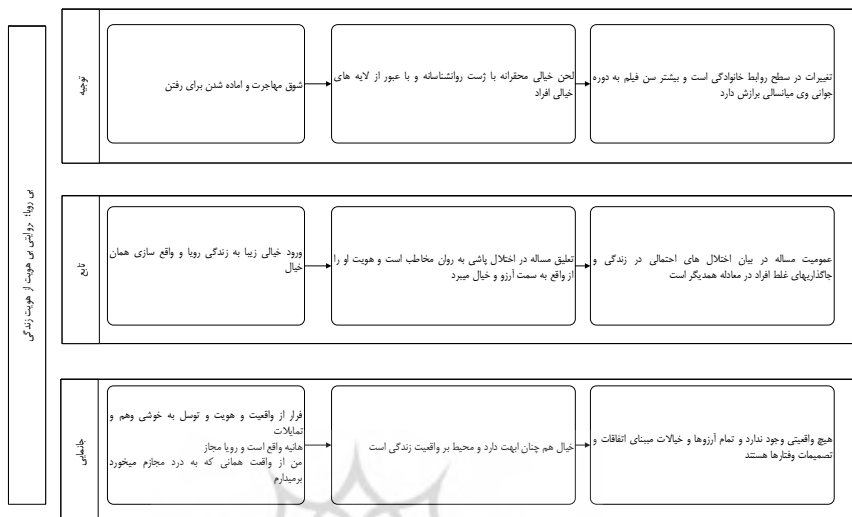 بی رویا؛ روایتی بی هویت از هویت زندگی
توجیه
شوق مهاجرت و اماده شدن برای رفتن
لحن خیالی محقرانه با ژست روانشناسانه و با عبور از لایه های
خیالی افراد
تغییرات در سطح روابط خانوادگی است و بیشتر سن فیلم به دوره
جوانی وی میانسالی برازش دارد
تابع
ورود خیالی زیبا به زندگی رویا و واقع سازی همان
خیال
تعلیق مساله در اختلال پاشی به روان مخاطب است و هویت او را
از واقع به سمت آرزو و خیال میبرد
عمومیت مساله در بیان اختلال های احتمالی در زندگی و
جاگذاریهای غلط افراد در معادله همدیگر است
جانمایی
فرار از واقعیت و هویت و توسل به خوشی وهم و
تمایلات
هانیه واقع است و رویا مجاز
من از واقعت همانی که به درد مجازم میخورد
برمیدارم
خیال هم چنان ابهت دارد و محیط بر واقعیت زندگی است
هیچ واقعیتی وجود ندارد و تمام آرزوها و خیالات مبینای اتفاقات و
تصمیمات وفتارها هستند